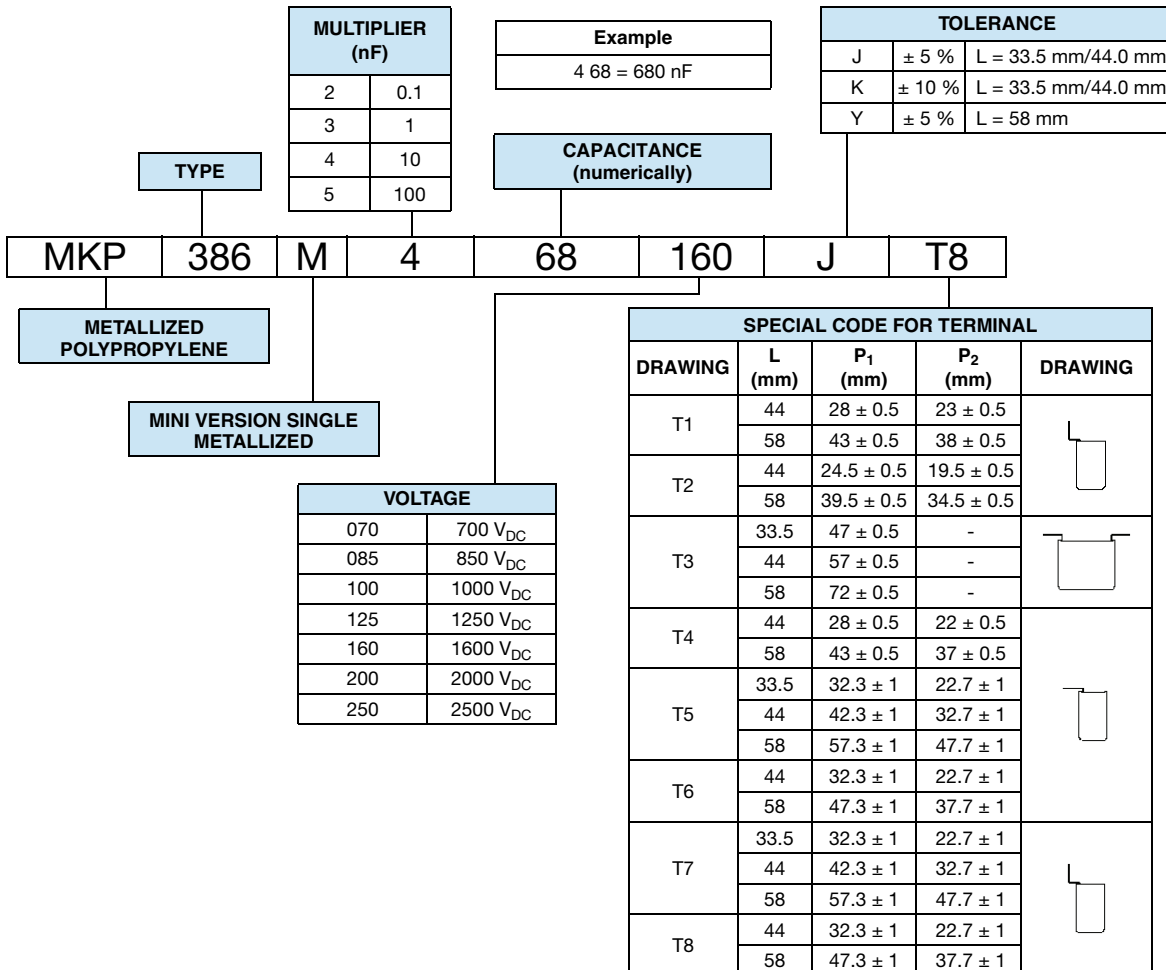 MULTIPLIER
(nF)
2 0.1
3 1
4 10
5 100
Example
4 68 = 680 nF
TOLERANCE
J ± 5 % L = 33.5 mm/44.0 mm
K ± 10 % L = 33.5 mm/44.0 mm
Y ± 5 % L = 58 mm
TYPE
CAPACITANCE
(numerically)
MKP 386 M 4 68 160 J T8
METALLIZED
POLYPROPYLENE
MINI VERSION SINGLE
METALLIZED
VOLTAGE
070 700 VDC
085 850 VDC
100 1000 VDC
125 1250 VDC
160 1600 VDC
200 2000 VDC
250 2500 VDC
SPECIAL CODE FOR TERMINAL
DRAWING L (mm) P1 (mm) P2 (mm) DRAWING
T1 44 28 ± 0.5 23 ± 0.5
58 43 ± 0.5 38 ± 0.5
T2 44 24.5 ± 0.5 19.5 ± 0.5
58 39.5 ± 0.5 34.5 ± 0.5
T3 33.5 47 ± 0.5 -
44 57 ± 0.5 -
58 72 ± 0.5 -
T4 44 28 ± 0.5 22 ± 0.5
58 43 ± 0.5 37 ± 0.5
T5 33.5 32.3 ± 1 22.7 ± 1
44 42.3 ± 1 32.7 ± 1
58 57.3 ± 1 47.7 ± 1
T6 44 32.3 ± 1 22.7 ± 1
58 47.3 ± 1 37.7 ± 1
T7 33.5 32.3 ± 1 22.7 ± 1
44 42.3 ± 1 32.7 ± 1
58 57.3 ± 1 47.7 ± 1
T8 44 32.3 ± 1 22.7 ± 1
58 47.3 ± 1 37.7 ± 1